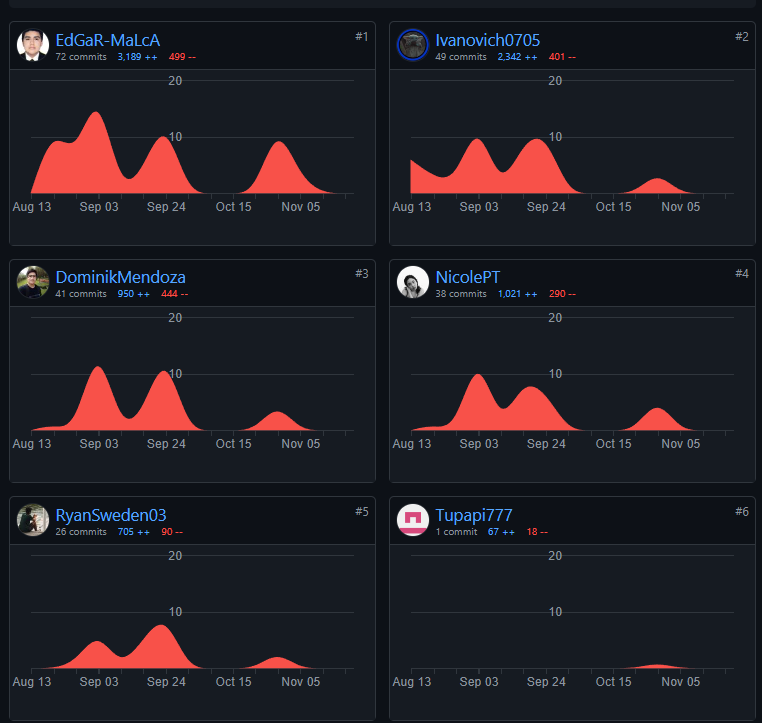 EdGaR-MaLcA #1
72 commits 3,189 ++ 499 --
20
10
Aug 13 Sep 03 Sep 24 Oct 15 Nov 05
Ivanovich0705 #2
49 commits 2,342 ++ 401 --
20
10
Aug 13 Sep 03 Sep 24 Oct 15 Nov 05
DominikMendoza #3
41 commits 950 ++ 444 --
20
10
Aug 13 Sep 03 Sep 24 Oct 15 Nov 05
NicolePT #4
38 commits 1,021 ++ 290 --
20
10
Aug 13 Sep 03 Sep 24 Oct 15 Nov 05
RyanSweden03 #5
26 commits 705 ++ 90 --
20
10
Aug 13 Sep 03 Sep 24 Oct 15 Nov 05
Tupapi777 #6
1 commit 67 ++ 18 --
20
10
Aug 13 Sep 03 Sep 24 Oct 15 Nov 05